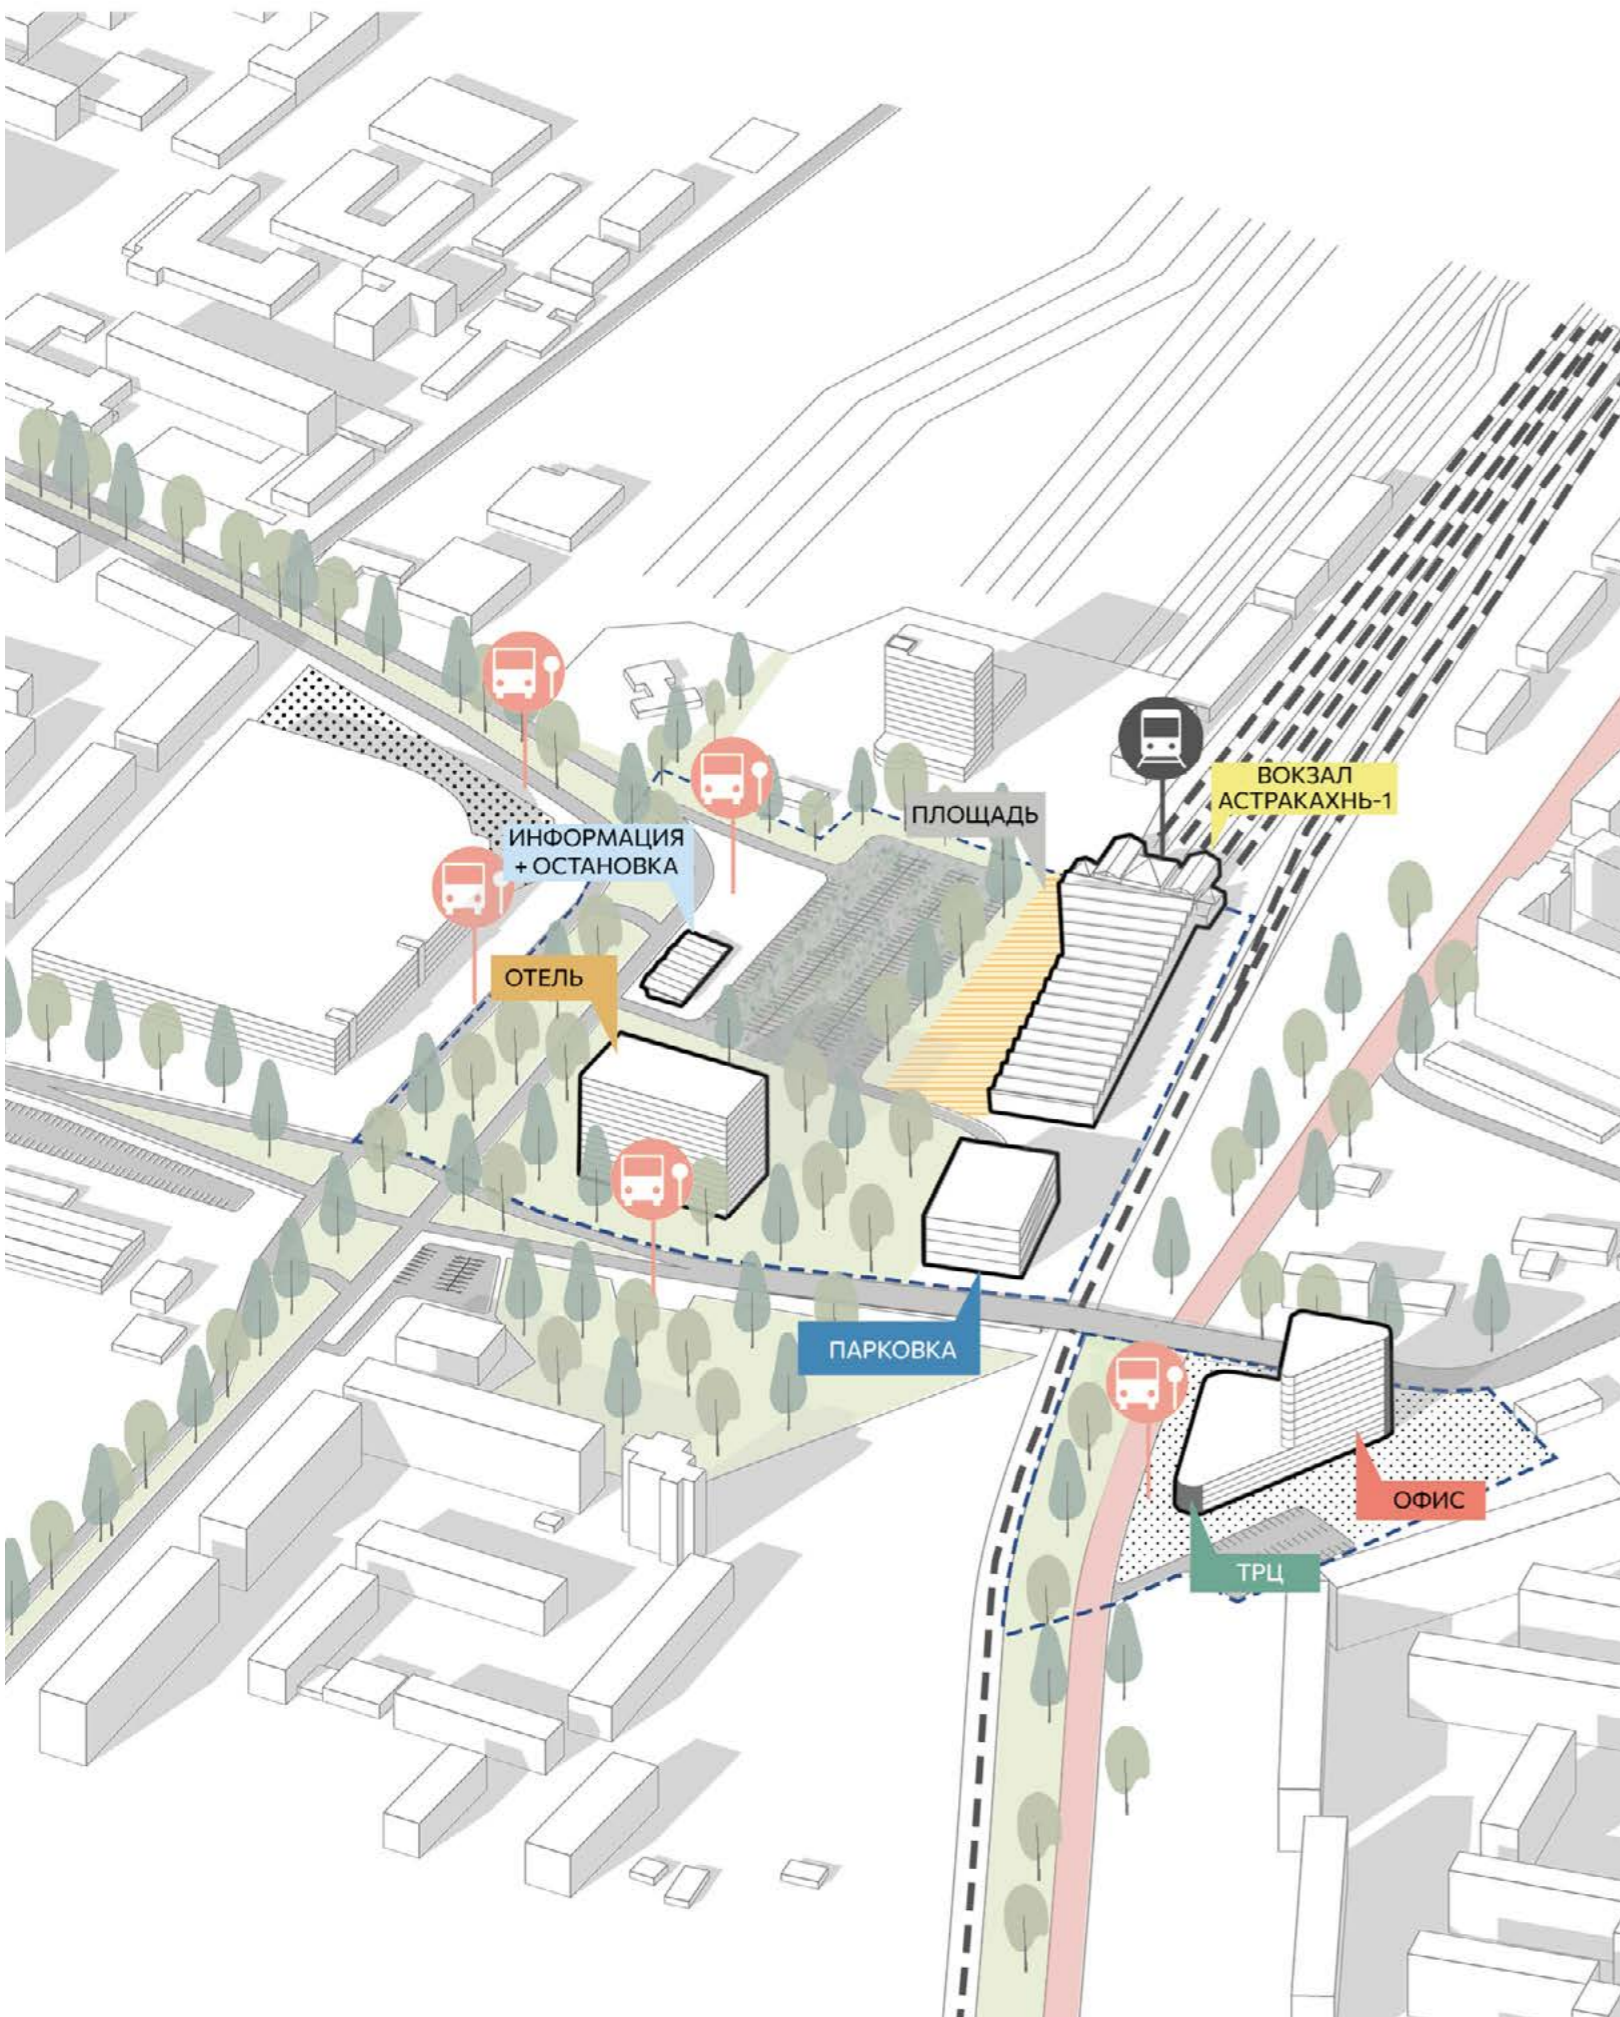 ВОКЗАЛ
АСТРАКАХНЬ-1
ПЛОЩАДЬ
ИНФОРМАЦИЯ
+ ОСТАНОВКА
ОТЕЛЬ
ПАРКОВКА
ОФИС
ТРЦ